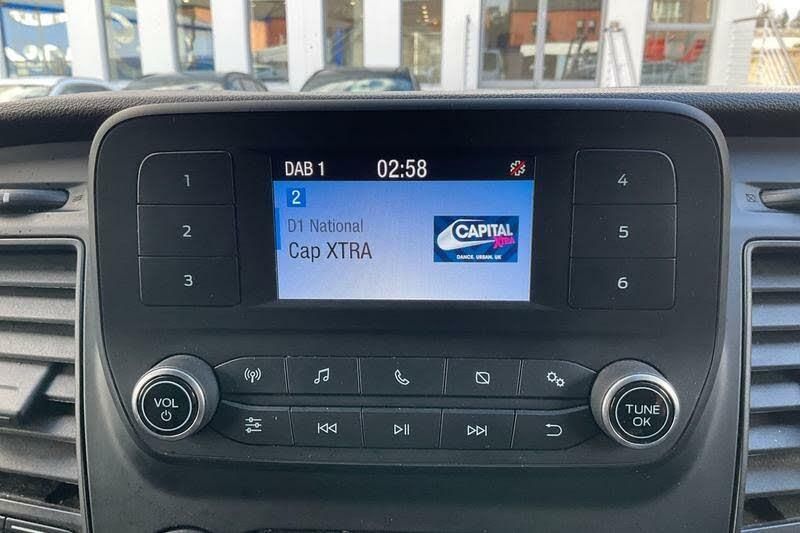 DAB 1 02:58
2
D1 National
Cap XTRA
CAPITAL
XTRA
DANCE. URBAN. UK
1
2
3
4
5
6
VOL
TUNE
OK